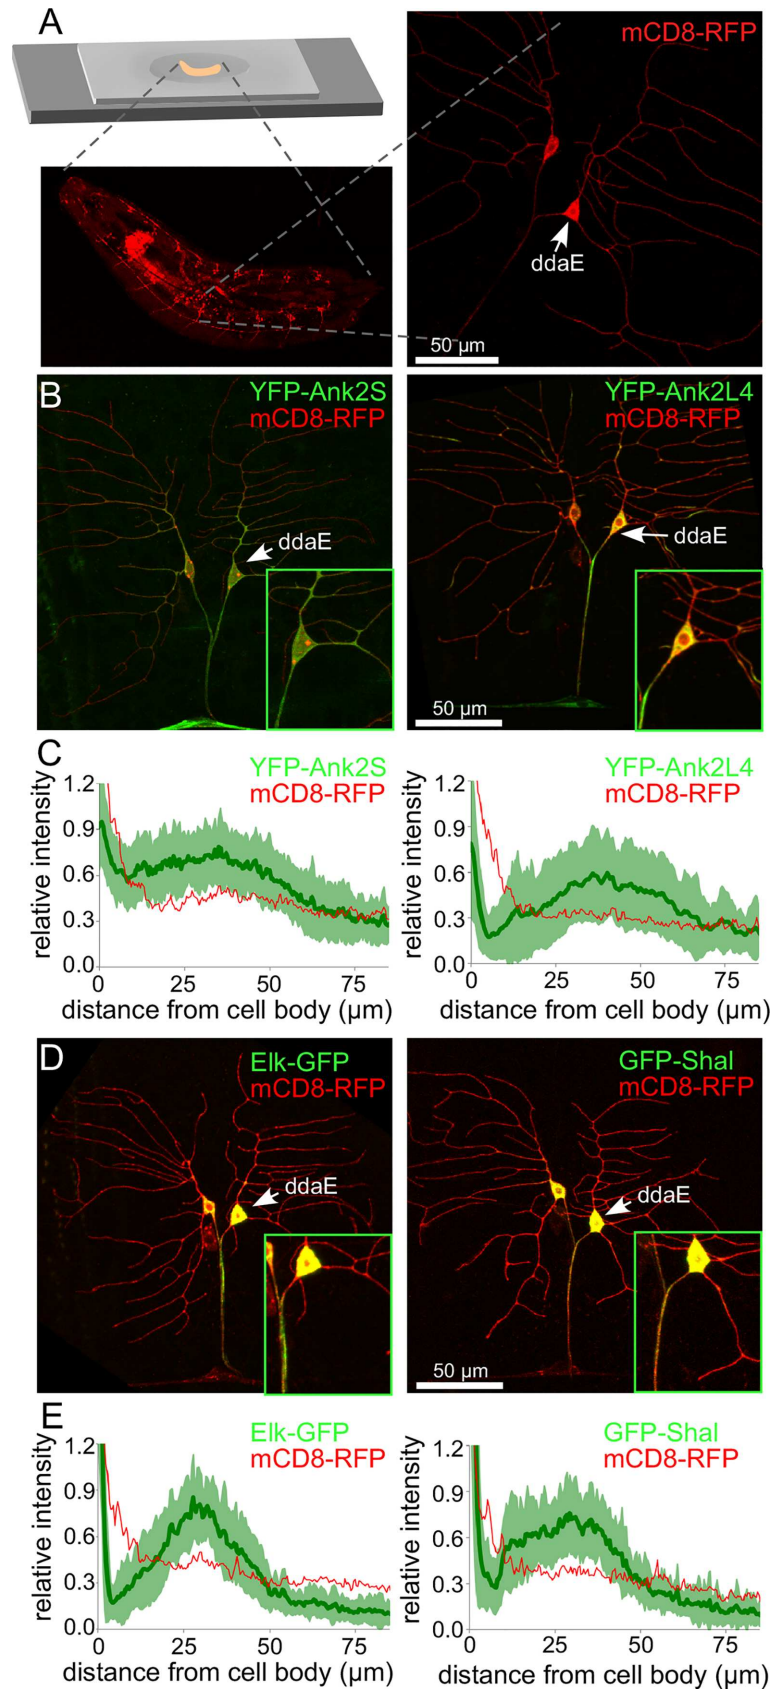 A
mCD8-RFP
ddaE
50 µm
B
YFP-Ank2S
mCD8-RFP
ddaE
YFP-Ank2L4
mCD8-RFP
ddaE
50 µm
C
YFP-Ank2S
mCD8-RFP
relative intensity
1.2
0.9
0.6
0.3
0.0
0 25 50 75
distance from cell body (µm)
YFP-Ank2L4
mCD8-RFP
relative intensity
1.2
0.9
0.6
0.3
0.0
0 25 50 75
distance from cell body (µm)
D
Elk-GFP
mCD8-RFP
ddaE
GFP-Shal
mCD8-RFP
ddaE
50 µm
E
Elk-GFP
mCD8-RFP
relative intensity
1.2
0.9
0.6
0.3
0.0
0 25 50 75
distance from cell body (µm)
GFP-Shal
mCD8-RFP
relative intensity
1.2
0.9
0.6
0.3
0.0
0 25 50 75
distance from cell body (µm)